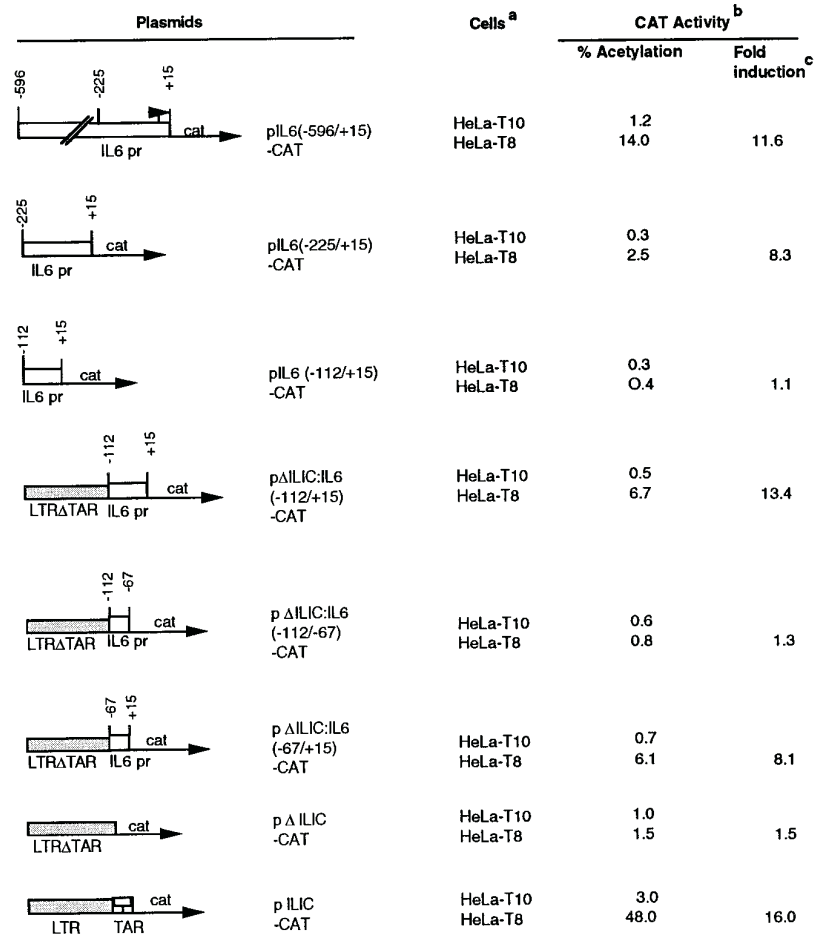 Plasmids Cells a CAT Activity b
% Acetylation Fold induction c
-596 -225 +15
cat
IL6 pr
pIL6(-596/+15)
-CAT
HeLa-T10 1.2
HeLa-T8 14.0 11.6
-225 +15
cat
IL6 pr
pIL6(-225/+15)
-CAT
HeLa-T10 0.3
HeLa-T8 2.5 8.3
-112 +15
cat
IL6 pr
pIL6 (-112/+15)
-CAT
HeLa-T10 0.3
HeLa-T8 O.4 1.1
-112 +15
cat
LTRΔTAR IL6 pr
pΔILIC:IL6
(-112/+15)
-CAT
HeLa-T10 0.5
HeLa-T8 6.7 13.4
-112 -67
cat
LTRΔTAR IL6 pr
p ΔILIC:IL6
(-112/-67)
-CAT
HeLa-T10 0.6
HeLa-T8 0.8 1.3
-67 +15
cat
LTRΔTAR IL6 pr
p ΔILIC:IL6
(-67/+15)
-CAT
HeLa-T10 0.7
HeLa-T8 6.1 8.1
cat
LTRΔTAR
p Δ ILIC
-CAT
HeLa-T10 1.0
HeLa-T8 1.5 1.5
cat
LTR TAR
p ILIC
-CAT
HeLa-T10 3.0
HeLa-T8 48.0 16.0